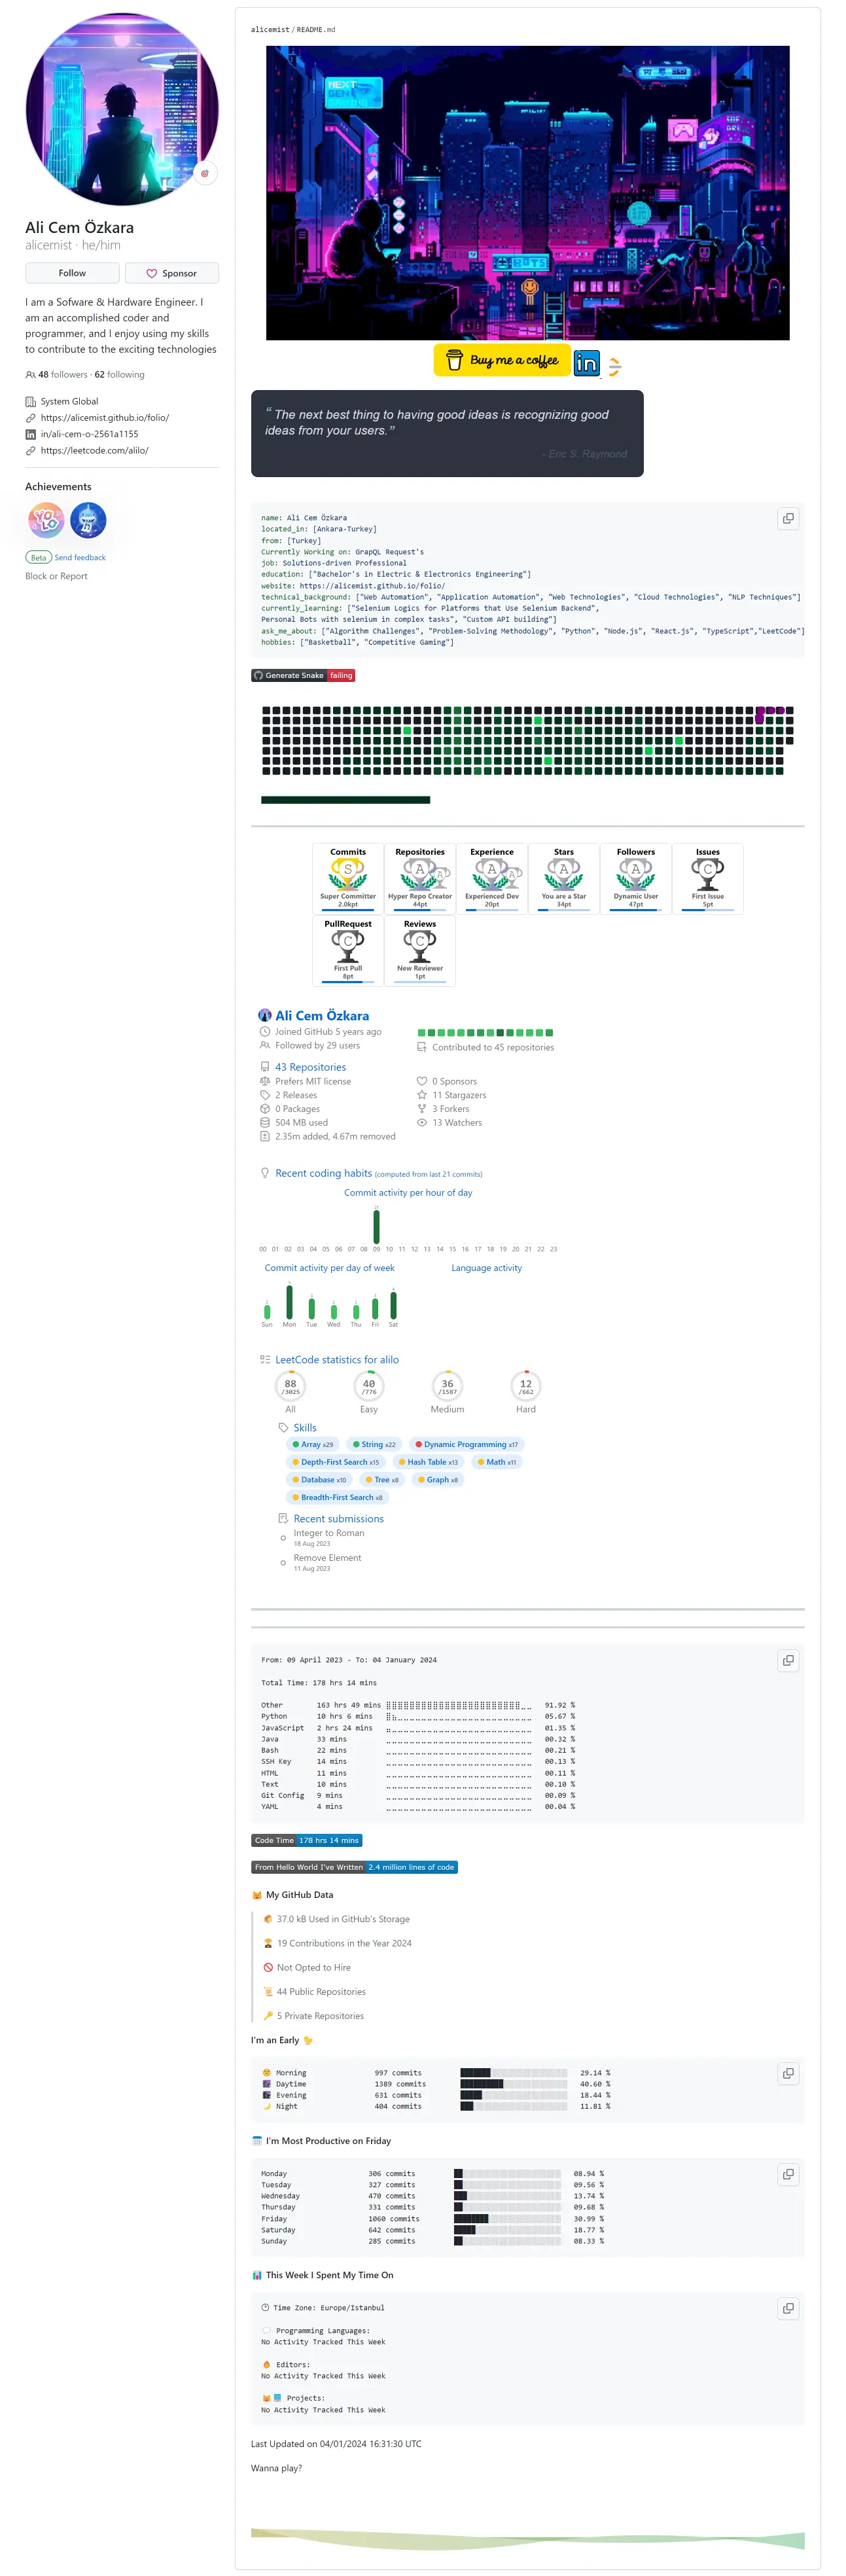 Ali Cem Özkara
alicemist · he/him
Follow
Sponsor
I am a Sofware & Hardware Engineer. I
am an accomplished coder and
programmer, and I enjoy using my skills
to contribute to the exciting technologies
48 followers · 62 following
System Global
https://alicemist.github.io/folio/
in/ali-cem-o-2561a1155
https://leetcode.com/alilo/
Achievements
YOLO
Beta Send feedback
Block or Report
alicemist / README.md
NEXT
GEN
HOTEL
Buy me a coffee
in
“ The next best thing to having good ideas is recognizing good
ideas from your users.”
- Eric S. Raymond
name: Ali Cem Özkara
located_in: [Ankara-Turkey]
from: [Turkey]
Currently Working on: GrapQL Request's
job: Solutions-driven Professional
education: ["Bachelor's in Electric & Electronics Engineering"]
website: https://alicemist.github.io/folio/
technical_background: ["Web Automation", "Application Automation", "Web Technologies", "Cloud Technologies", "NLP Techniques"]
currently_learning: ["Selenium Logics for Platforms that Use Selenium Backend",
Personal Bots with selenium in complex tasks", "Custom API building"]
ask_me_about: ["Algorithm Challenges", "Problem-Solving Methodology", "Python", "Node.js", "React.js", "TypeScript","LeetCode"]
hobbies: ["Basketball", "Competitive Gaming"]
Generate Snake failing
Commits Repositories Experience Stars Followers Issues
S A A A A A A C
Super Committer Hyper Repo Creator Experienced Dev You are a Star Dynamic User First Issue
2.0kpt 44pt 20pt 34pt 47pt 5pt
PullRequest Reviews
C C
First Pull New Reviewer
8pt 1pt
Ali Cem Özkara
Joined GitHub 5 years ago
Followed by 29 users Contributed to 45 repositories
43 Repositories
Prefers MIT license 0 Sponsors
2 Releases 11 Stargazers
0 Packages 3 Forkers
504 MB used 13 Watchers
2.35m added, 4.67m removed
Recent coding habits (computed from last 21 commits)
Commit activity per hour of day
00 01 02 03 04 05 06 07 08 09 10 11 12 13 14 15 16 17 18 19 20 21 22 23
Commit activity per day of week Language activity
Sun Mon Tue Wed Thu Fri Sat
LeetCode statistics for alilo
88 40 36 12
/3025 /776 /1587 /662
All Easy Medium Hard
Skills
Array x29 String x22 Dynamic Programming x17
Depth-First Search x15 Hash Table x13 Math x11
Database x10 Tree x8 Graph x8
Breadth-First Search x8
Recent submissions
Integer to Roman
18 Aug 2023
Remove Element
11 Aug 2023
From: 09 April 2023 - To: 04 January 2024
Total Time: 178 hrs 14 mins
Other 163 hrs 49 mins 91.92 %
Python 10 hrs 6 mins 05.67 %
JavaScript 2 hrs 24 mins 01.35 %
Java 33 mins 00.32 %
Bash 22 mins 00.21 %
SSH Key 14 mins 00.13 %
HTML 11 mins 00.11 %
Text 10 mins 00.10 %
Git Config 9 mins 00.09 %
YAML 4 mins 00.04 %
Code Time 178 hrs 14 mins
From Hello World I've Written 2.4 million lines of code
My GitHub Data
37.0 kB Used in GitHub's Storage
19 Contributions in the Year 2024
Not Opted to Hire
44 Public Repositories
5 Private Repositories
I'm an Early
Morning 997 commits 29.14 %
Daytime 1389 commits 40.60 %
Evening 631 commits 18.44 %
Night 404 commits 11.81 %
I'm Most Productive on Friday
Monday 306 commits 08.94 %
Tuesday 327 commits 09.56 %
Wednesday 470 commits 13.74 %
Thursday 331 commits 09.68 %
Friday 1060 commits 30.99 %
Saturday 642 commits 18.77 %
Sunday 285 commits 08.33 %
This Week I Spent My Time On
Time Zone: Europe/Istanbul
Programming Languages:
No Activity Tracked This Week
Editors:
No Activity Tracked This Week
Projects:
No Activity Tracked This Week
Last Updated on 04/01/2024 16:31:30 UTC
Wanna play?